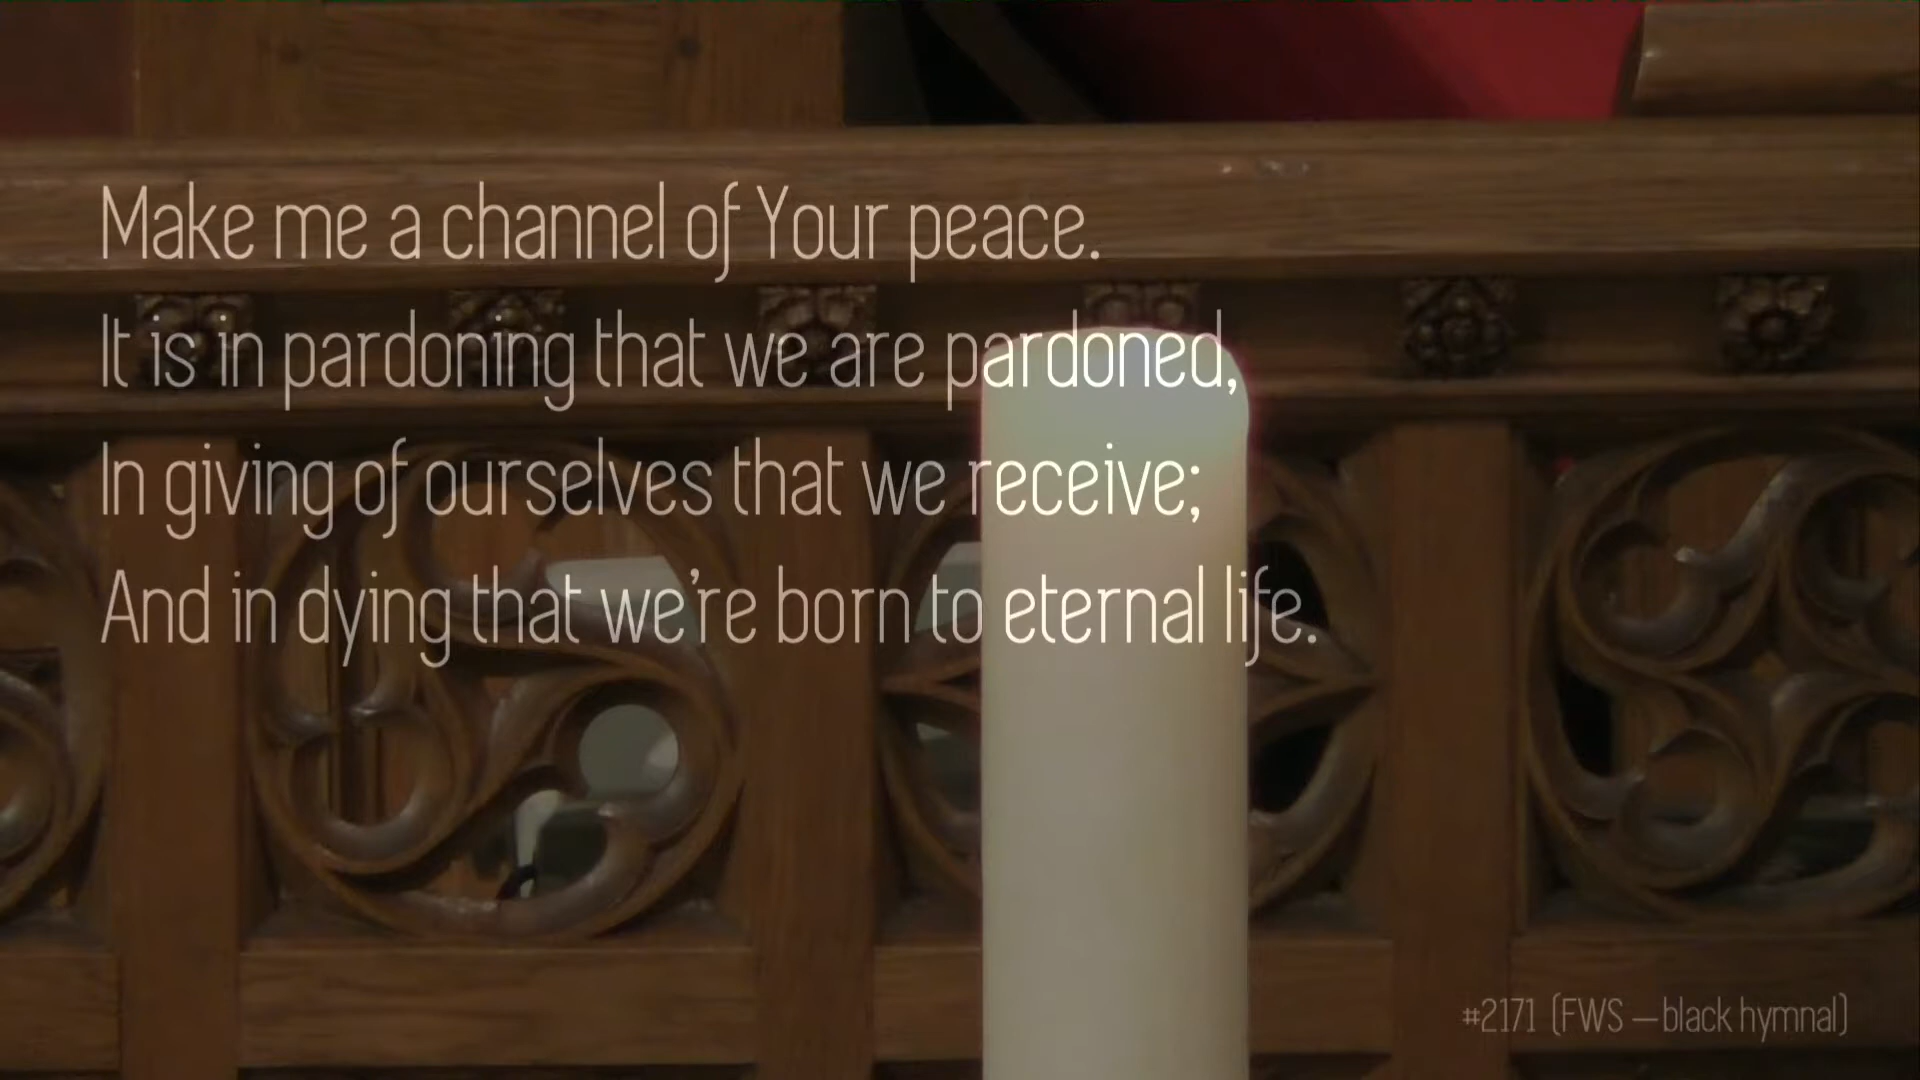 Make me a channel of Your peace.
It is in pardoning that we are pardoned,
In giving of ourselves that we receive;
And in dying that we're born to eternal life.
#2171 (FWS – black hymnal)